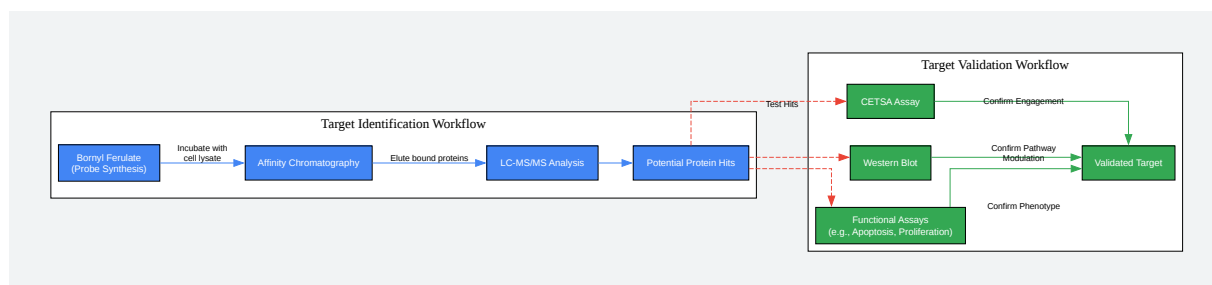 Target Identification Workflow
Bornyl Ferulate
(Probe Synthesis)
Incubate with
cell lysate
Affinity Chromatography
Elute bound proteins
LC-MS/MS Analysis
Potential Protein Hits
Test Hits
Target Validation Workflow
CETSA Assay
Confirm Engagement
Western Blot
Confirm Pathway
Modulation
Validated Target
Functional Assays
(e.g., Apoptosis, Proliferation)
Confirm Phenotype